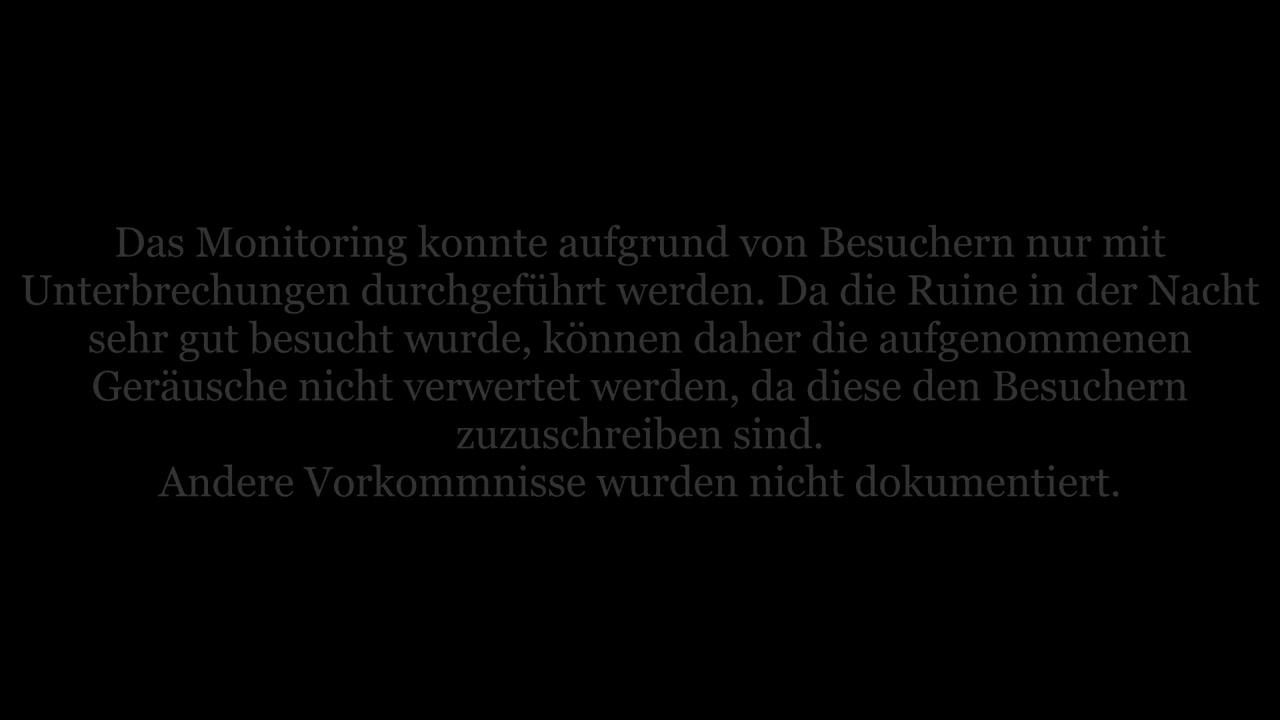 Das Monitoring konnte aufgrund von Besuchern nur mit
Unterbrechungen durchgeführt werden. Da die Ruine in der Nacht
sehr gut besucht wurde, können daher die aufgenommenen
Geräusche nicht verwertet werden, da diese den Besuchern
zuzuschreiben sind.
Andere Vorkommnisse wurden nicht dokumentiert.